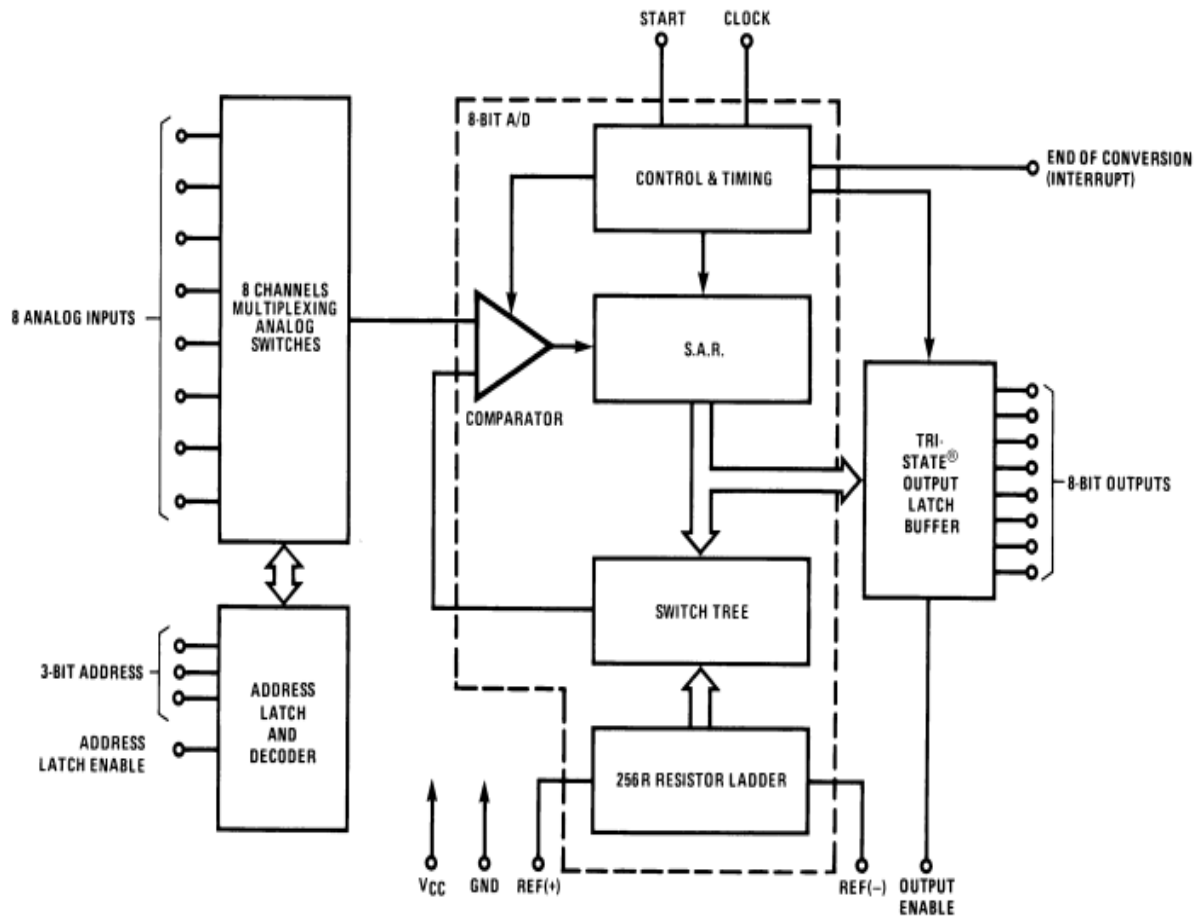 START
CLOCK
8-BIT A/D
CONTROL & TIMING
END OF CONVERSION
(INTERRUPT)
8 ANALOG INPUTS
8 CHANNELS
MULTIPLEXING
ANALOG
SWITCHES
COMPARATOR
S.A.R.
TRI-
STATE®
OUTPUT
LATCH
BUFFER
8-BIT OUTPUTS
SWITCH TREE
3-BIT ADDRESS
ADDRESS
LATCH ENABLE
ADDRESS
LATCH
AND
DECODER
256R RESISTOR LADDER
VCC
GND
REF(+)
REF(−)
OUTPUT
ENABLE